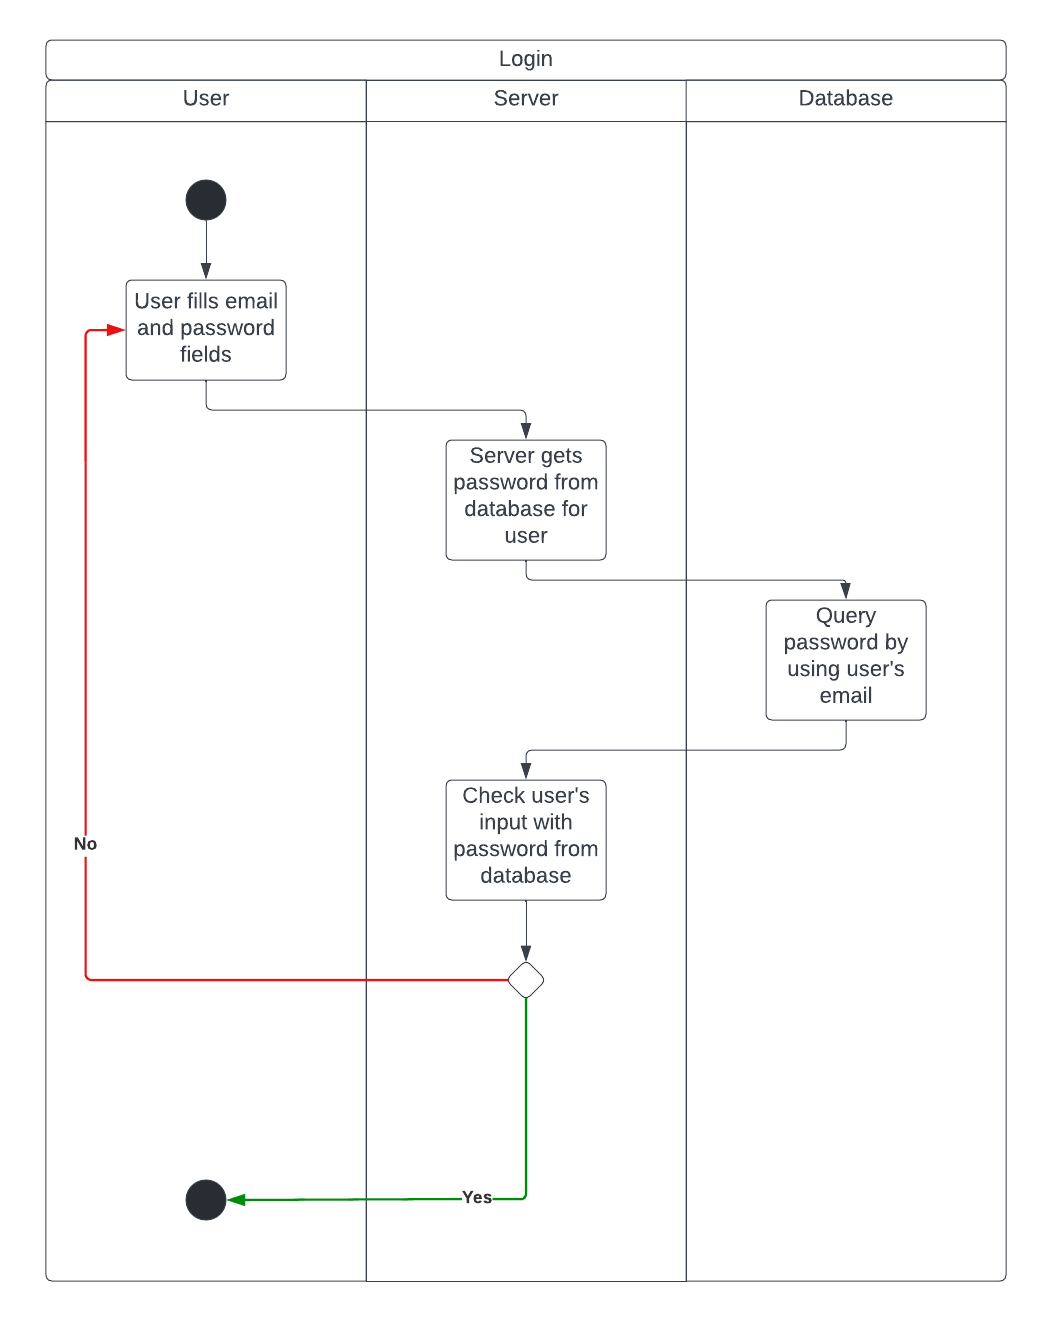 Login
User
Server
Database
User fills email
and password
fields
Server gets
password from
database for
user
Query
password by
using user's
email
Check user's
input with
password from
database
No
Yes